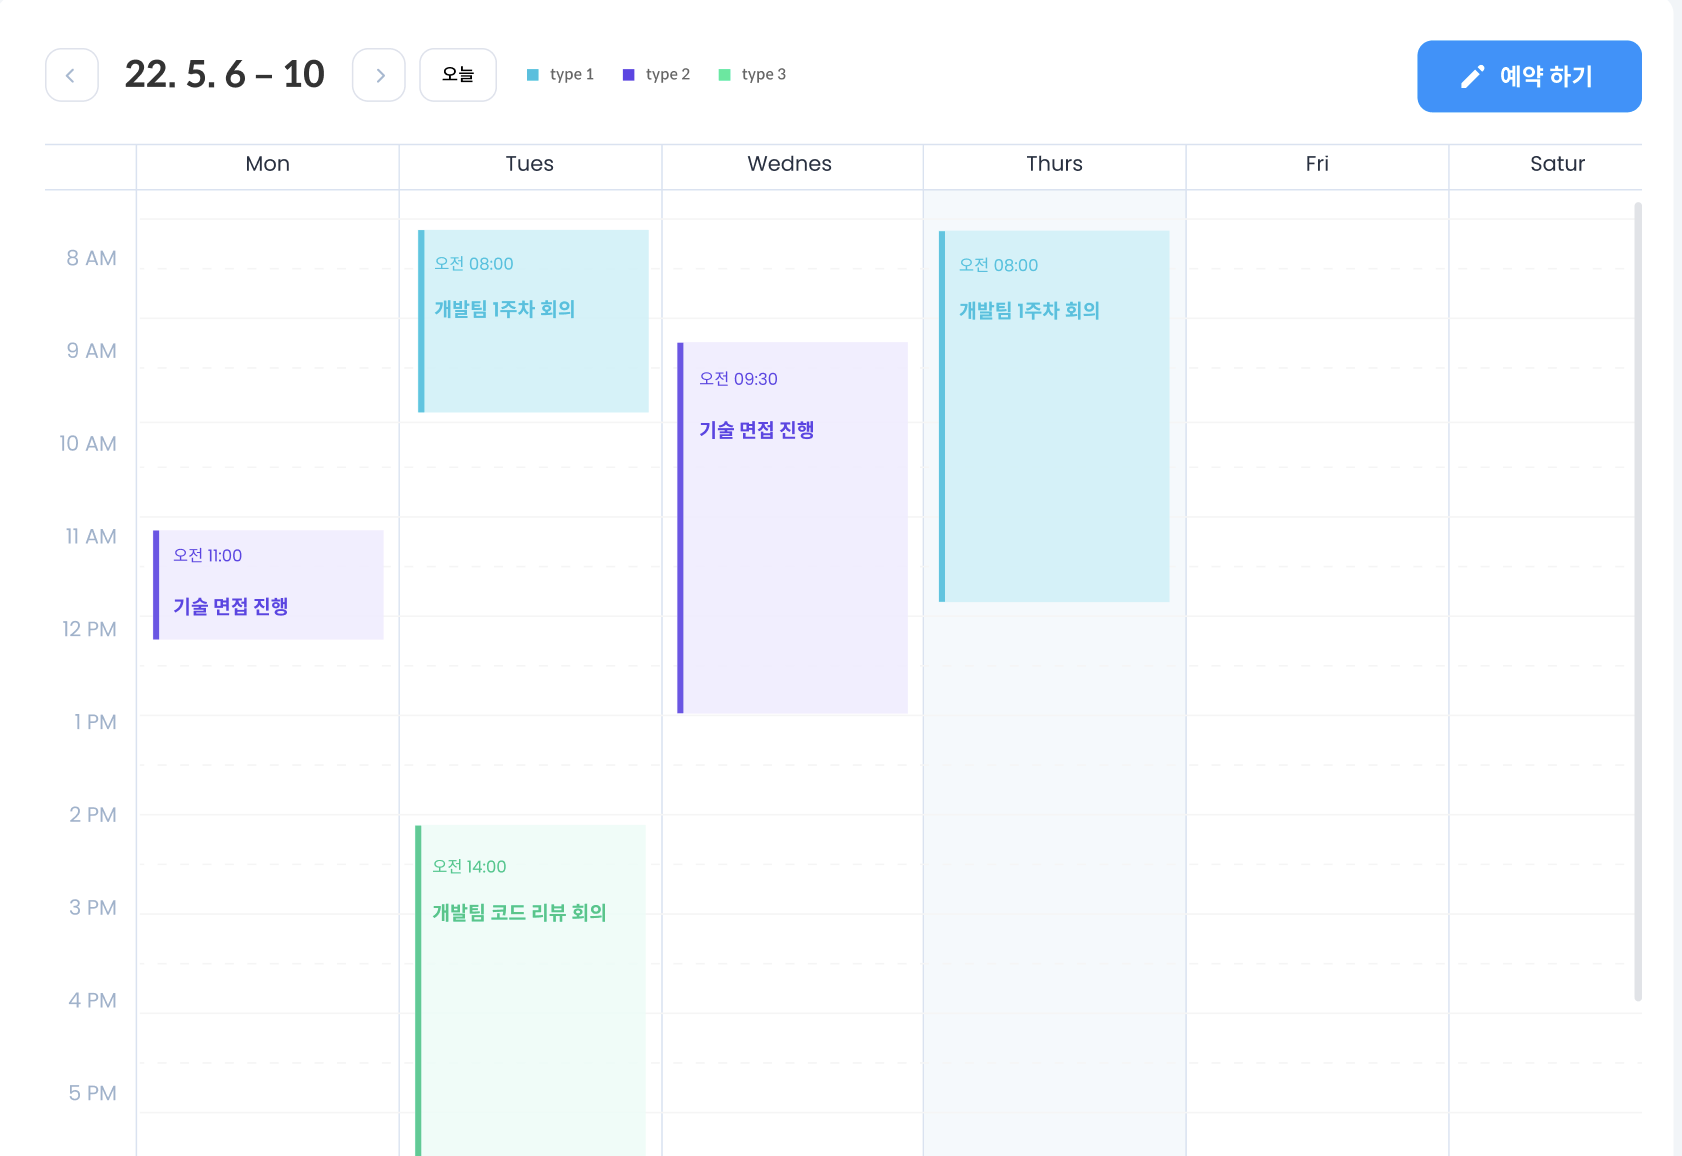 22. 5. 6 – 10
오늘
type 1
type 2
type 3
예약 하기
Mon
Tues
Wednes
Thurs
Fri
Satur
8 AM
9 AM
10 AM
11 AM
12 PM
1 PM
2 PM
3 PM
4 PM
5 PM
오전 11:00
기술 면접 진행
오전 08:00
개발팀 1주차 회의
오전 14:00
개발팀 코드 리뷰 회의
오전 09:30
기술 면접 진행
오전 08:00
개발팀 1주차 회의